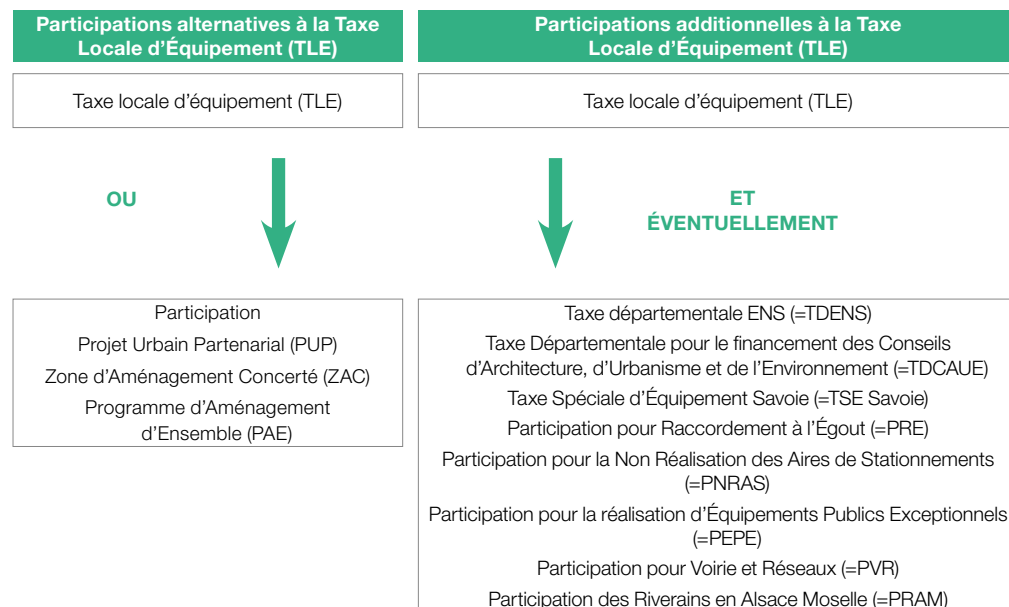 Participations alternatives à la Taxe
Locale d’Équipement (TLE)
Taxe locale d’équipement (TLE)
OU
Participation
Projet Urbain Partenarial (PUP)
Zone d’Aménagement Concerté (ZAC)
Programme d’Aménagement
d’Ensemble (PAE)
Participations additionnelles à la Taxe
Locale d’Équipement (TLE)
Taxe locale d’équipement (TLE)
ET
ÉVENTUELLEMENT
Taxe départementale ENS (=TDENS)
Taxe Départementale pour le financement des Conseils
d’Architecture, d’Urbanisme et de l’Environnement (=TDCAUE)
Taxe Spéciale d’Équipement Savoie (=TSE Savoie)
Participation pour Raccordement à l’Égout (=PRE)
Participation pour la Non Réalisation des Aires de Stationnements
(=PNRAS)
Participation pour la réalisation d’Équipements Publics Exceptionnels
(=PEPE)
Participation pour Voirie et Réseaux (=PVR)
Participation des Riverains en Alsace Moselle (=PRAM)